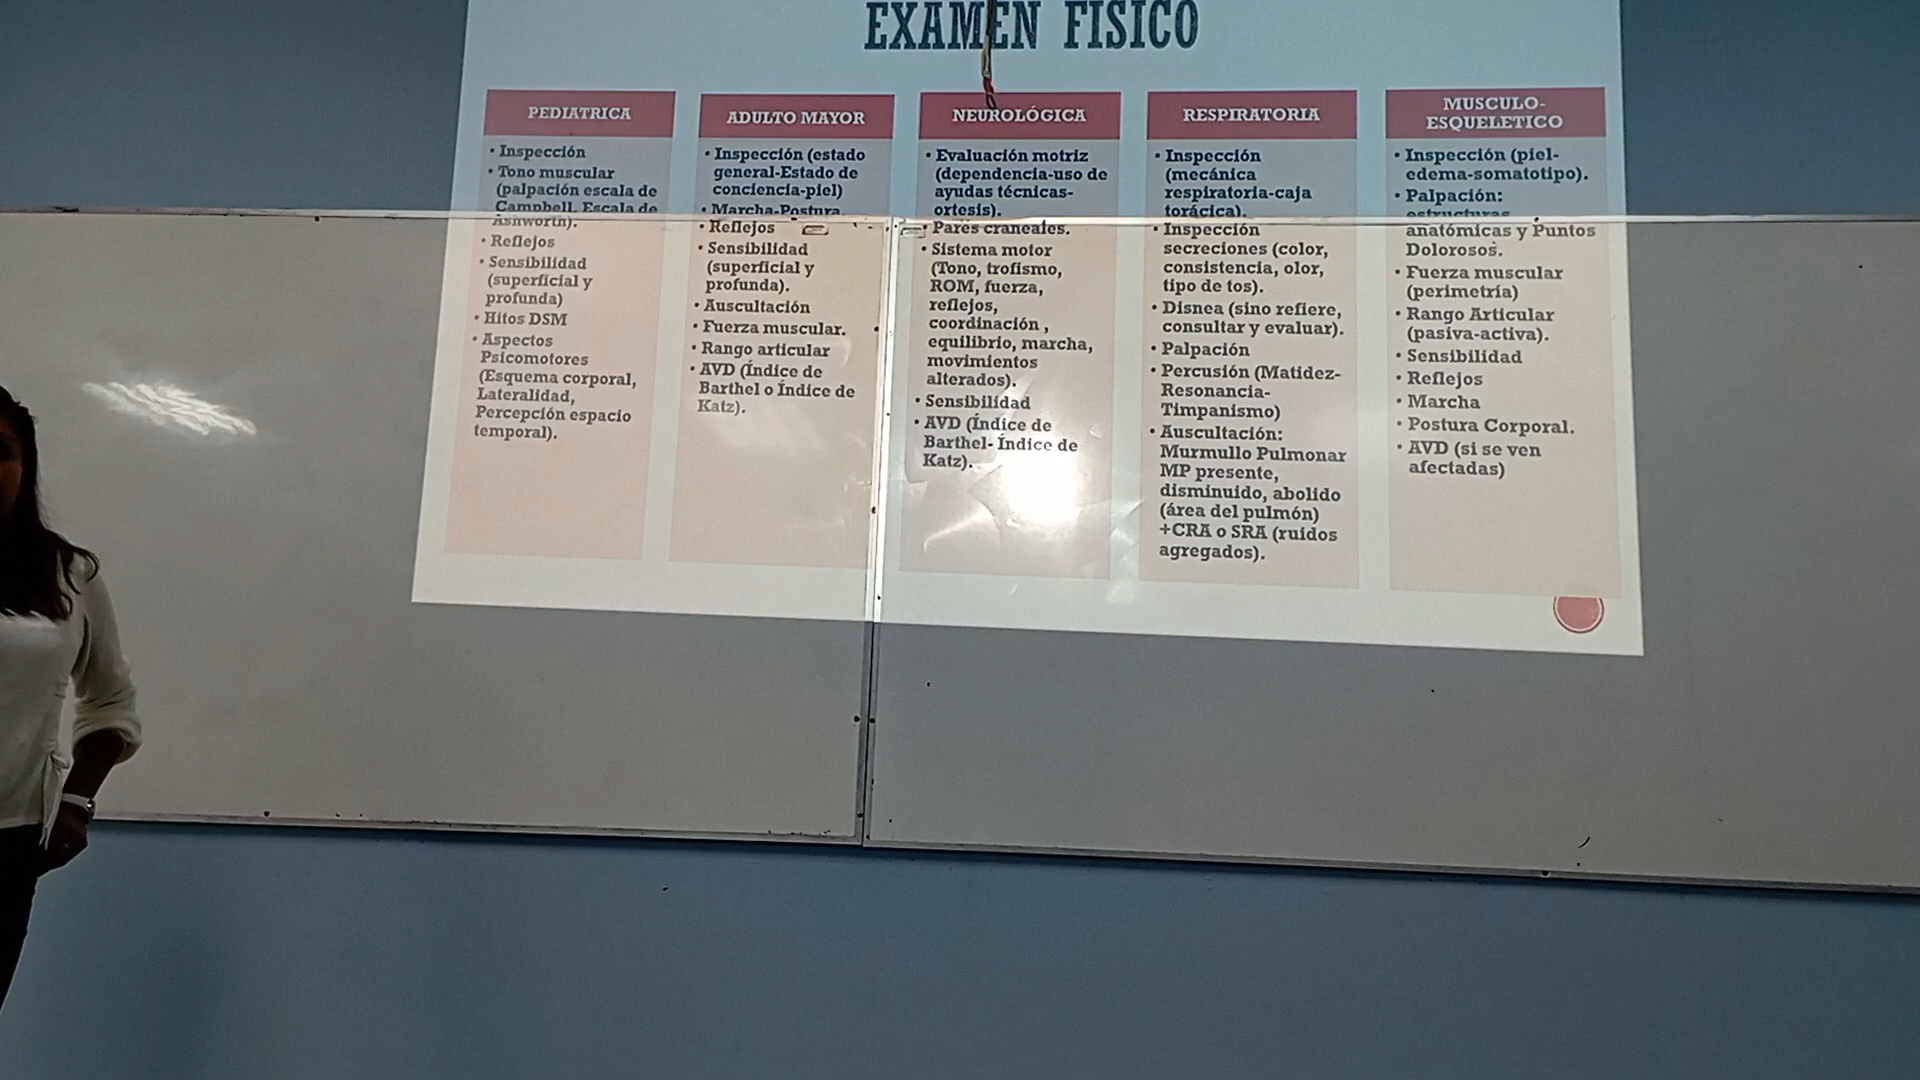 EXAMEN FISICO
PEDIATRICA
• Inspección
• Tono muscular
(palpación escala de
Campbell. Escala de
Ashworth).
• Reflejos
• Sensibilidad
(superficial y
profunda)
• Hitos DSM
• Aspectos
Psicomotores
(Esquema corporal,
Lateralidad,
Percepción espacio
temporal).
ADULTO MAYOR
• Inspección (estado
general-Estado de
conciencia-piel)
• Marcha-Postura.
• Reflejos
• Sensibilidad
(superficial y
profunda).
• Auscultación
• Fuerza muscular.
• Rango articular
• AVD (Índice de
Barthel o Índice de
Katz).
NEUROLÓGICA
• Evaluación motriz
(dependencia-uso de
ayudas técnicas-
ortesis).
• Pares craneales.
• Sistema motor
(Tono, trofismo,
ROM, fuerza,
reflejos,
coordinación ,
equilibrio, marcha,
movimientos
alterados).
• Sensibilidad
• AVD (Índice de
Barthel- Índice de
Katz).
RESPIRATORIA
• Inspección
(mecánica
respiratoria-caja
torácica).
• Inspección
secreciones (color,
consistencia, olor,
tipo de tos).
• Disnea (sino refiere,
consultar y evaluar).
• Palpación
• Percusión (Matidez-
Resonancia-
Timpanismo)
• Auscultación:
Murmullo Pulmonar
MP presente,
disminuido, abolido
(área del pulmón)
+CRA o SRA (ruidos
agregados).
MUSCULO-
ESQUELETICO
• Inspección (piel-
edema-somatotipo).
• Palpación:
estructuras
anatómicas y Puntos
Dolorosos.
• Fuerza muscular
(perimetría)
• Rango Articular
(pasiva-activa).
• Sensibilidad
• Reflejos
• Marcha
• Postura Corporal.
• AVD (si se ven
afectadas)